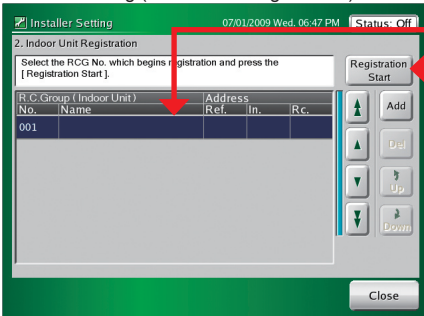 Installer Setting 07/01/2009 Wed. 06:47 PM Status: Off
2. Indoor Unit Registration
Select the RCG No. which begins registration and press the
[ Registration Start ].
Registration
Start
R.C.Group ( Indoor Unit ) Address
No. Name Ref. In. Rc.
Add
001
Del
Up
Down
Close